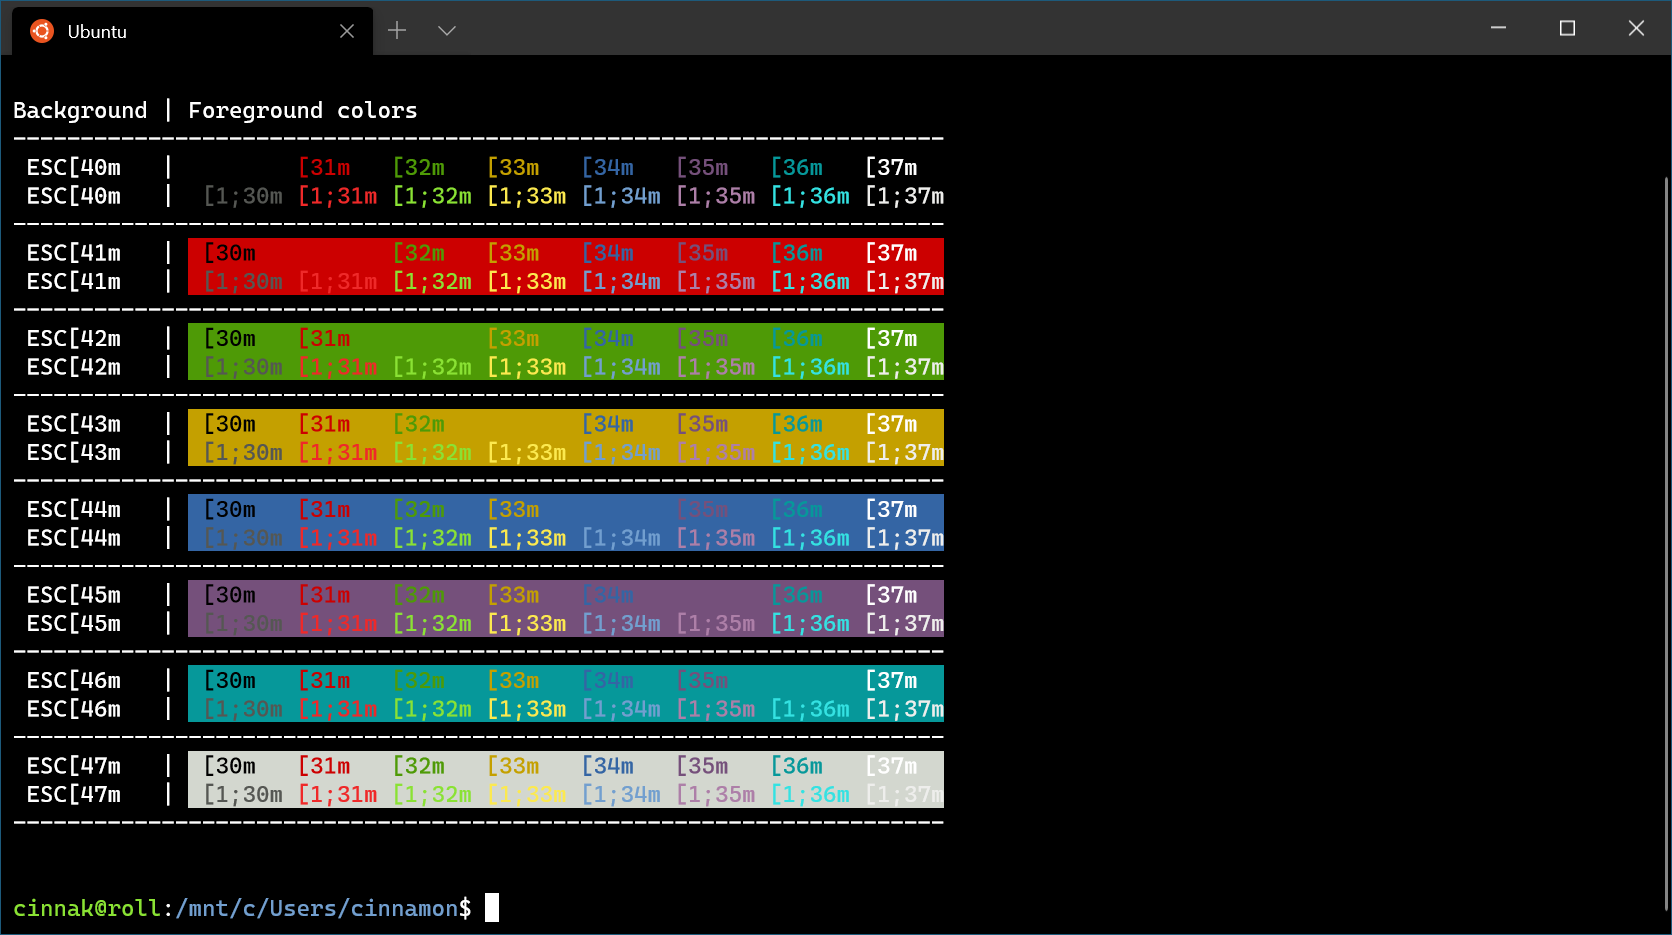 Ubuntu
Background | Foreground colors
---------------------------------------------------------------------
ESC[40m | [31m [32m [33m [34m [35m [36m [37m
ESC[40m | [1;30m [1;31m [1;32m [1;33m [1;34m [1;35m [1;36m [1;37m
---------------------------------------------------------------------
ESC[41m | [30m [32m [33m [34m [35m [36m [37m
ESC[41m | [1;30m [1;31m [1;32m [1;33m [1;34m [1;35m [1;36m [1;37m
---------------------------------------------------------------------
ESC[42m | [30m [31m [33m [34m [35m [36m [37m
ESC[42m | [1;30m [1;31m [1;32m [1;33m [1;34m [1;35m [1;36m [1;37m
---------------------------------------------------------------------
ESC[43m | [30m [31m [32m [34m [35m [36m [37m
ESC[43m | [1;30m [1;31m [1;32m [1;33m [1;34m [1;35m [1;36m [1;37m
---------------------------------------------------------------------
ESC[44m | [30m [31m [32m [33m [35m [36m [37m
ESC[44m | [1;30m [1;31m [1;32m [1;33m [1;34m [1;35m [1;36m [1;37m
---------------------------------------------------------------------
ESC[45m | [30m [31m [32m [33m [34m [36m [37m
ESC[45m | [1;30m [1;31m [1;32m [1;33m [1;34m [1;35m [1;36m [1;37m
---------------------------------------------------------------------
ESC[46m | [30m [31m [32m [33m [34m [35m [37m
ESC[46m | [1;30m [1;31m [1;32m [1;33m [1;34m [1;35m [1;36m [1;37m
---------------------------------------------------------------------
ESC[47m | [30m [31m [32m [33m [34m [35m [36m [37m
ESC[47m | [1;30m [1;31m [1;32m [1;33m [1;34m [1;35m [1;36m [1;37m
---------------------------------------------------------------------
cinnak@roll:/mnt/c/Users/cinnamon$